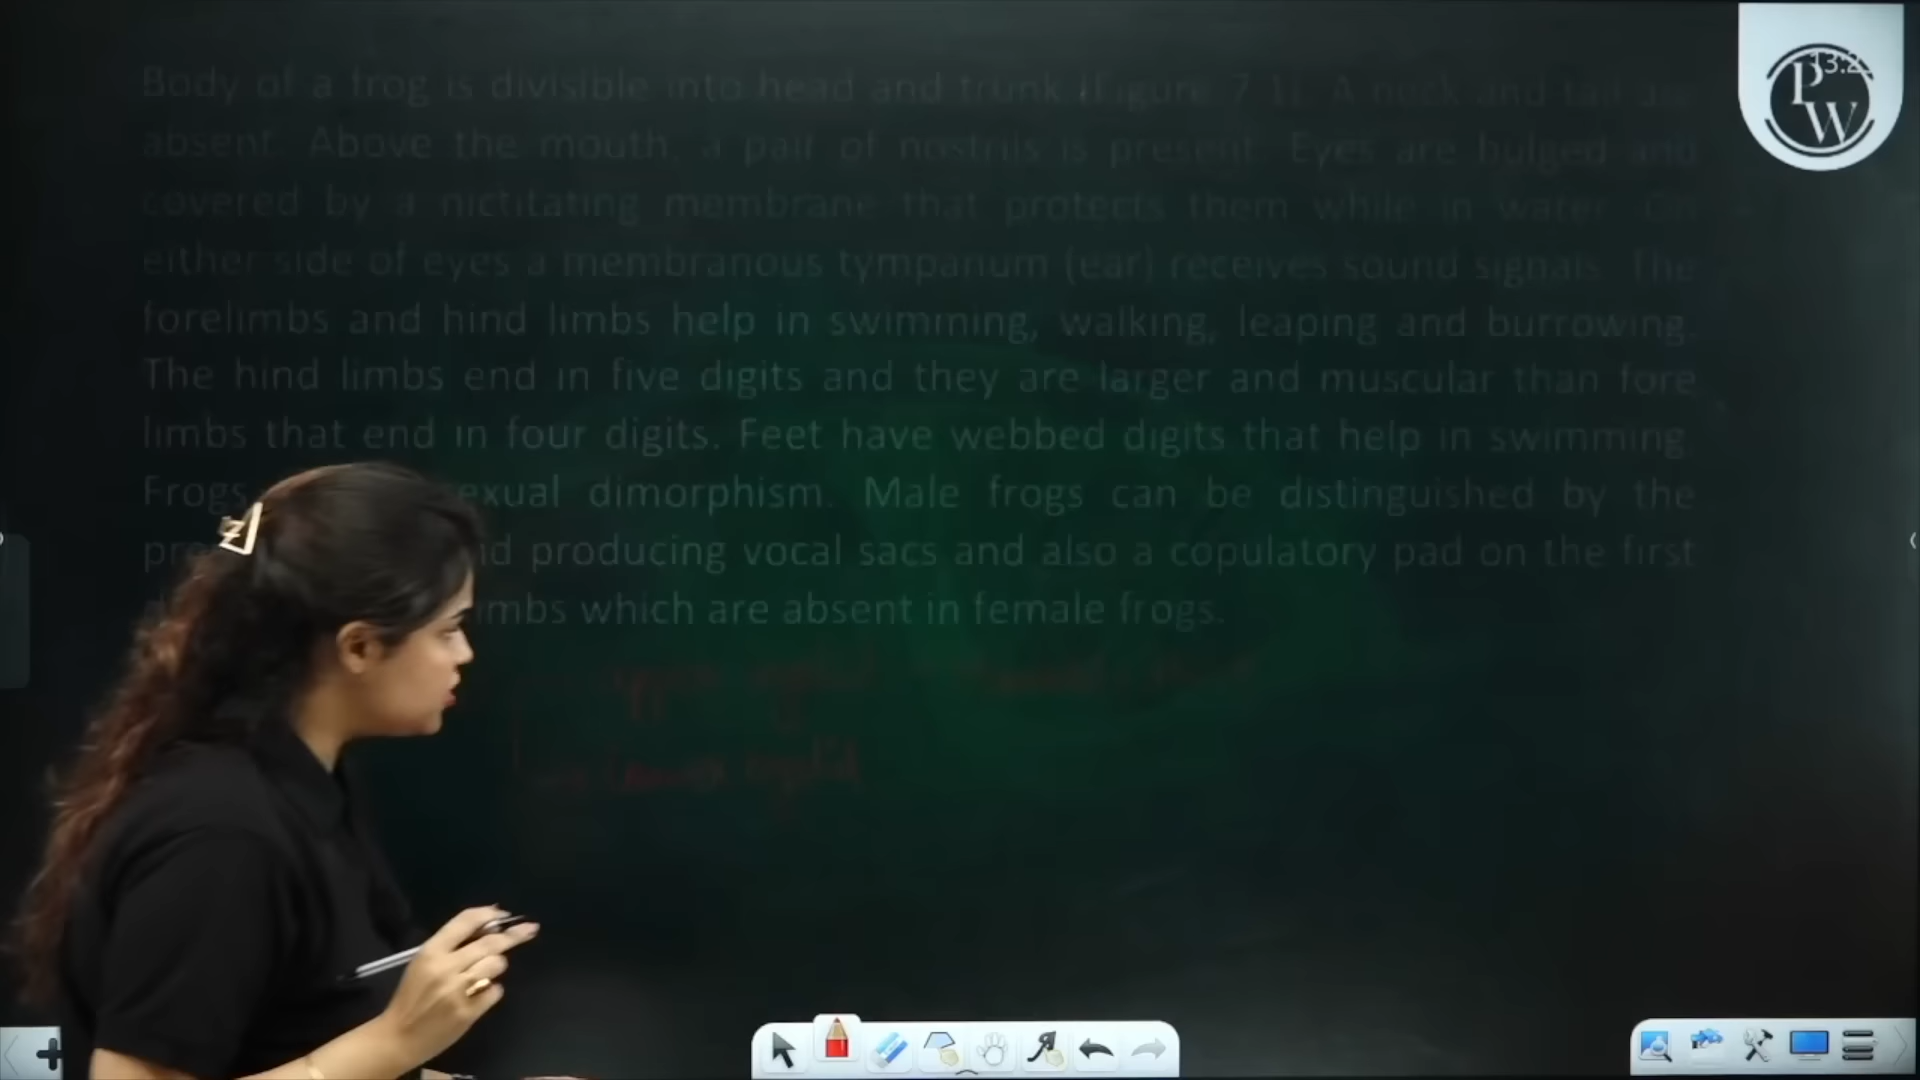 Body of a frog is divisible into head and trunk (Figure 7.1). A neck and tail are
absent. Above the mouth, a pair of nostrils is present. Eyes are bulged and
covered by a nictitating membrane that protects them while in water.
either side of eyes a membranous tympanum (ear) receives sound signals. The
forelimbs and hind limbs help in swimming, walking, leaping and burrowing.
The hind limbs end in five digits and they are larger and muscular than fore
limbs that end in four digits. Feet have webbed digits that help in swimming.
Frogs exual dimorphism. Male frogs can be distinguished by the
producing vocal sacs and also a copulatory pad on the first
imbs which are absent in female frogs.
upper eyelid
Lower eyelid
PW